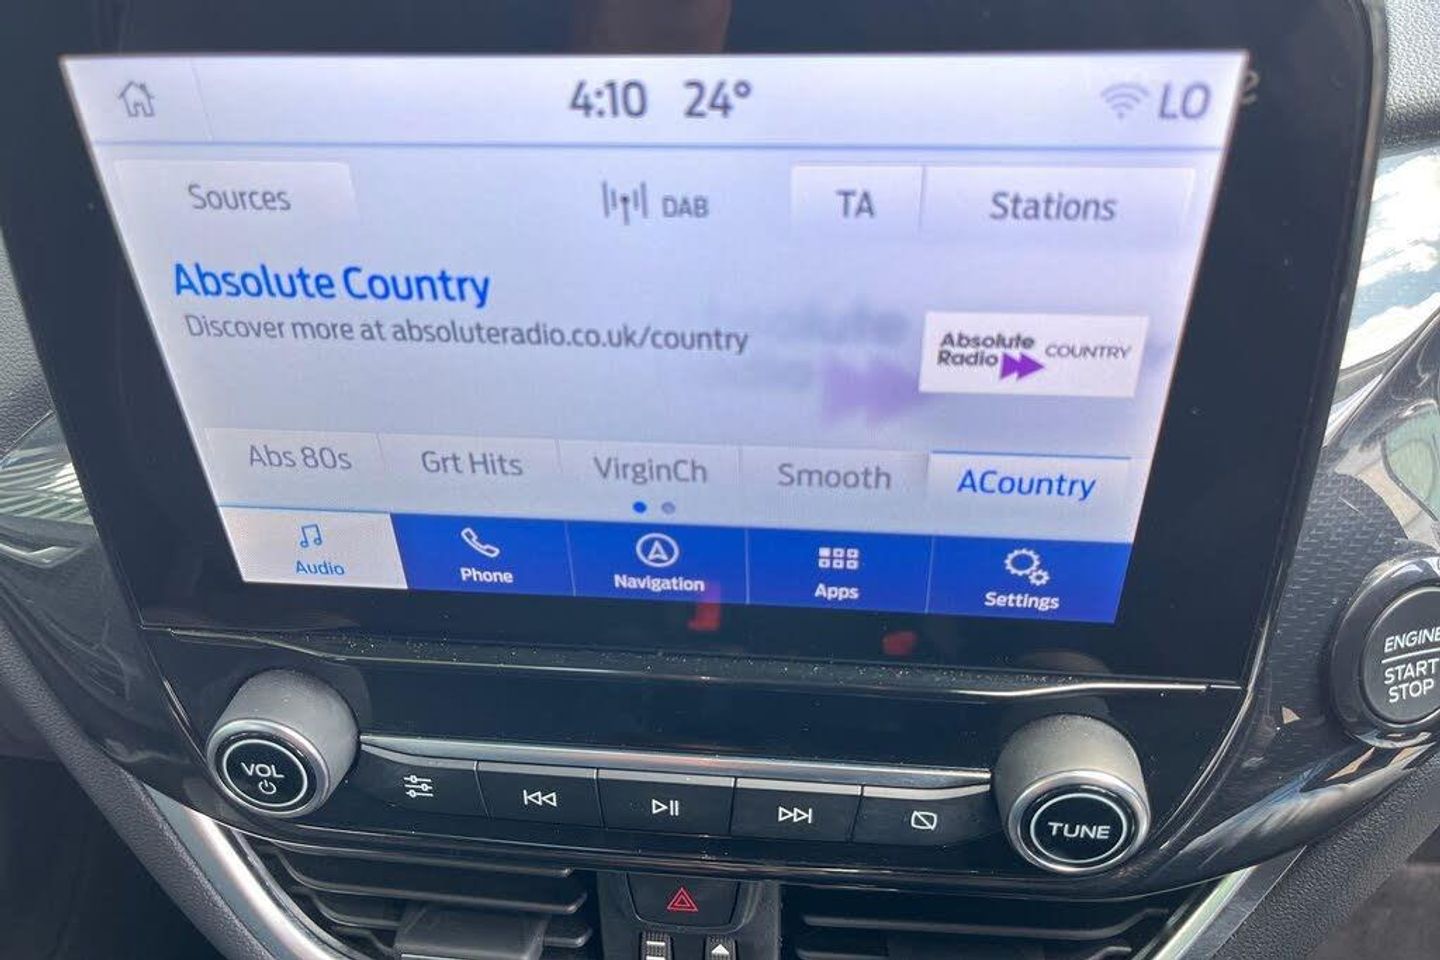 4:10 24° LO
Sources DAB TA Stations
Absolute Country
Discover more at absoluteradio.co.uk/country
Absolute
Radio COUNTRY
Abs 80s Grt Hits VirginCh Smooth ACountry
Audio Phone Navigation Apps Settings
ENGINE
START
STOP
VOL
TUNE